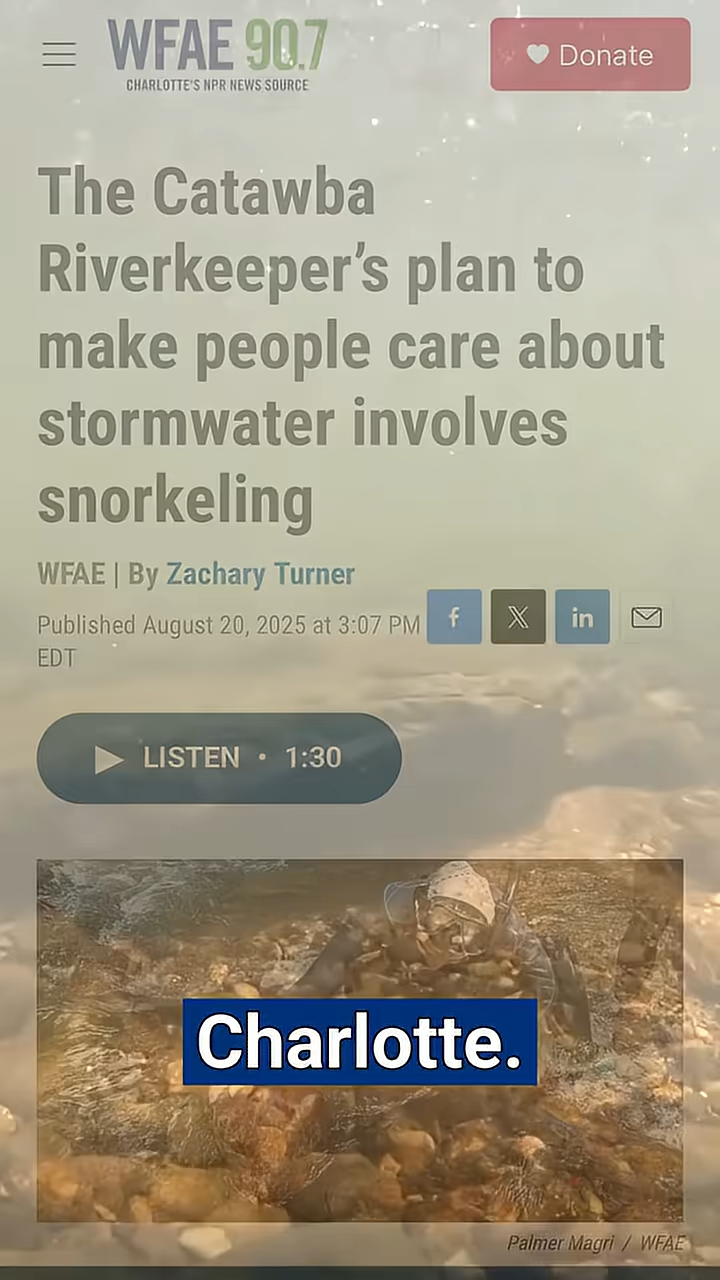 WFAE 90.7
CHARLOTTE'S NPR NEWS SOURCE
Donate
The Catawba
Riverkeeper’s plan to
make people care about
stormwater involves
snorkeling
WFAE | By Zachary Turner
Published August 20, 2025 at 3:07 PM
EDT
f X in
LISTEN • 1:30
Charlotte.
Palmer Magri / WFAE